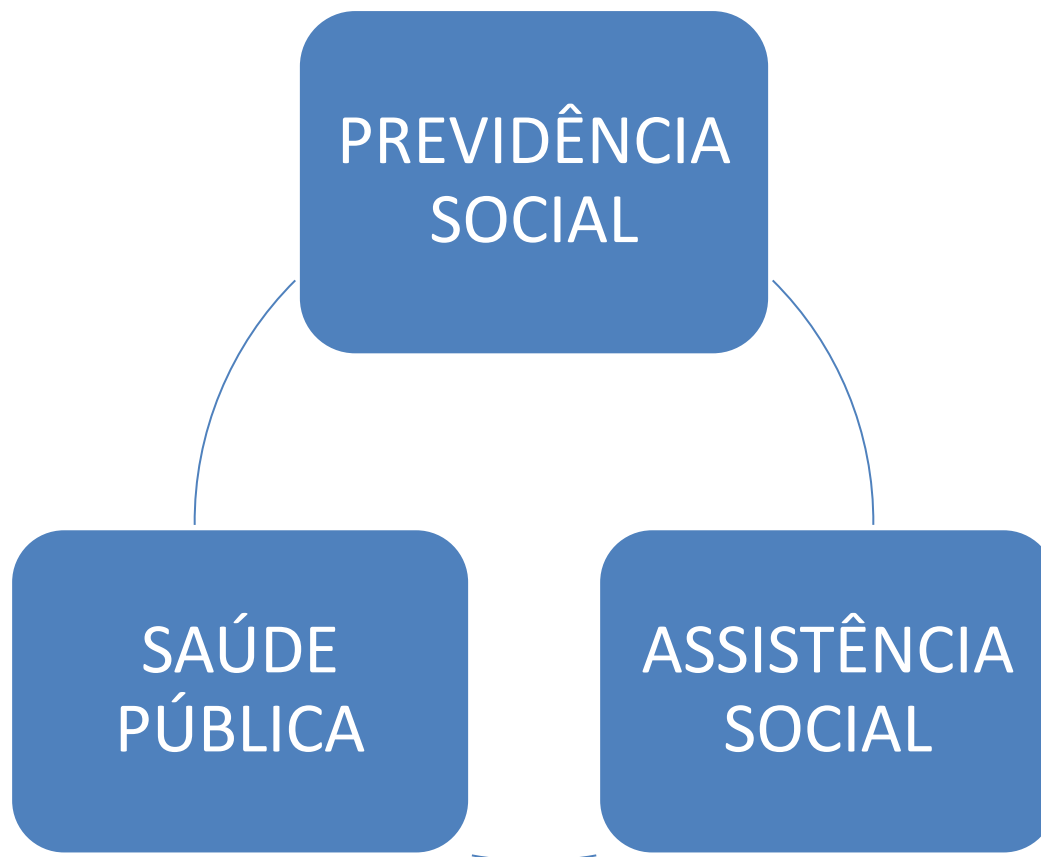 PREVIDÊNCIA
SOCIAL
SAÚDE
PÚBLICA
ASSISTÊNCIA
SOCIAL